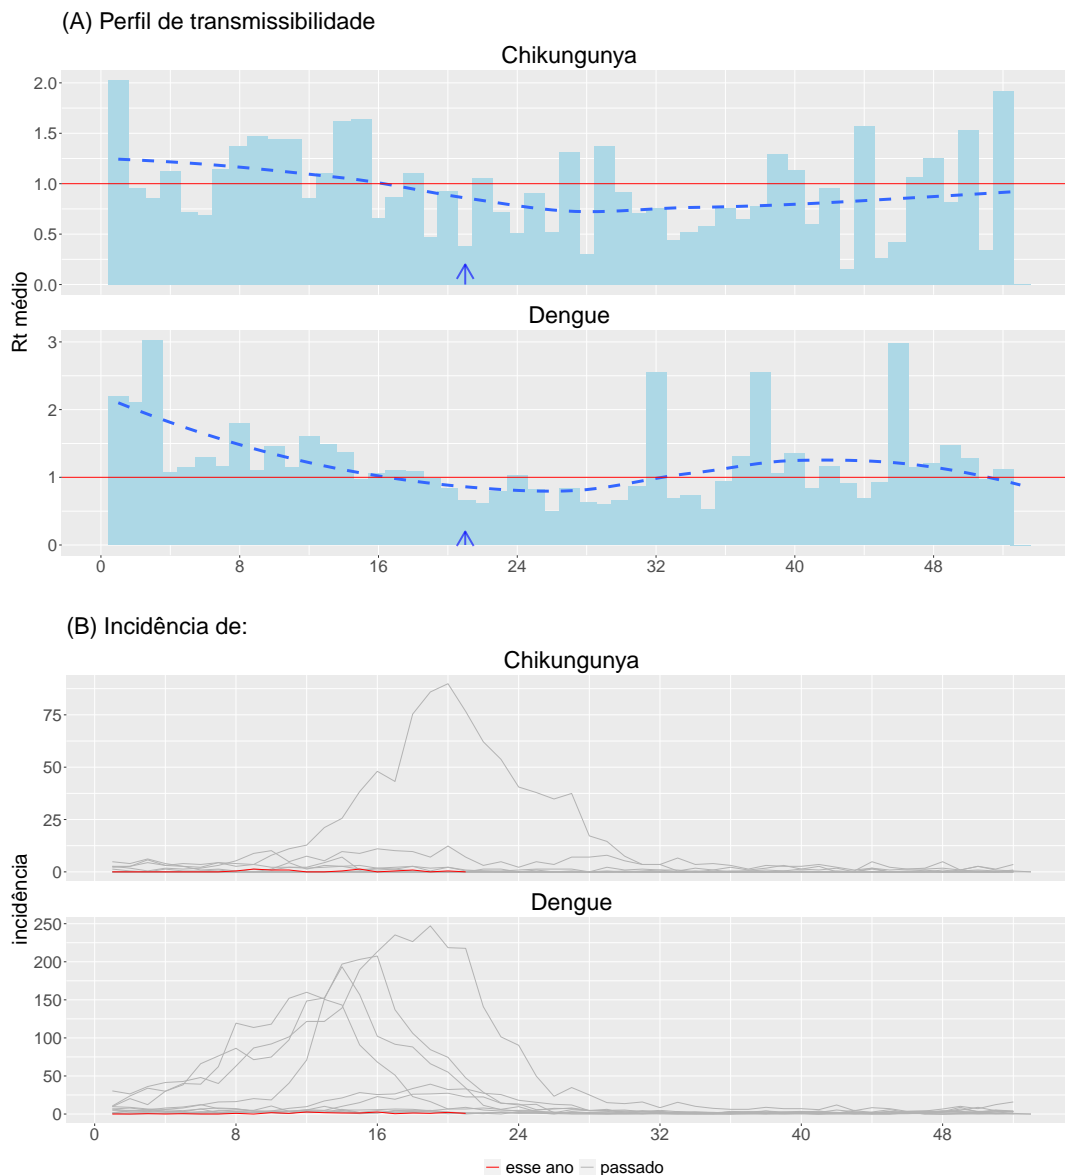 (A) Perfil de transmissibilidade
Chikungunya
2.0
1.5
1.0
0.5
0.0
Rt médio
Dengue
3
2
1
0
0 8 16 24 32 40 48
(B) Incidência de:
Chikungunya
75
50
25
0
incidência
Dengue
250
200
150
100
50
0
0 8 16 24 32 40 48
esse ano passado